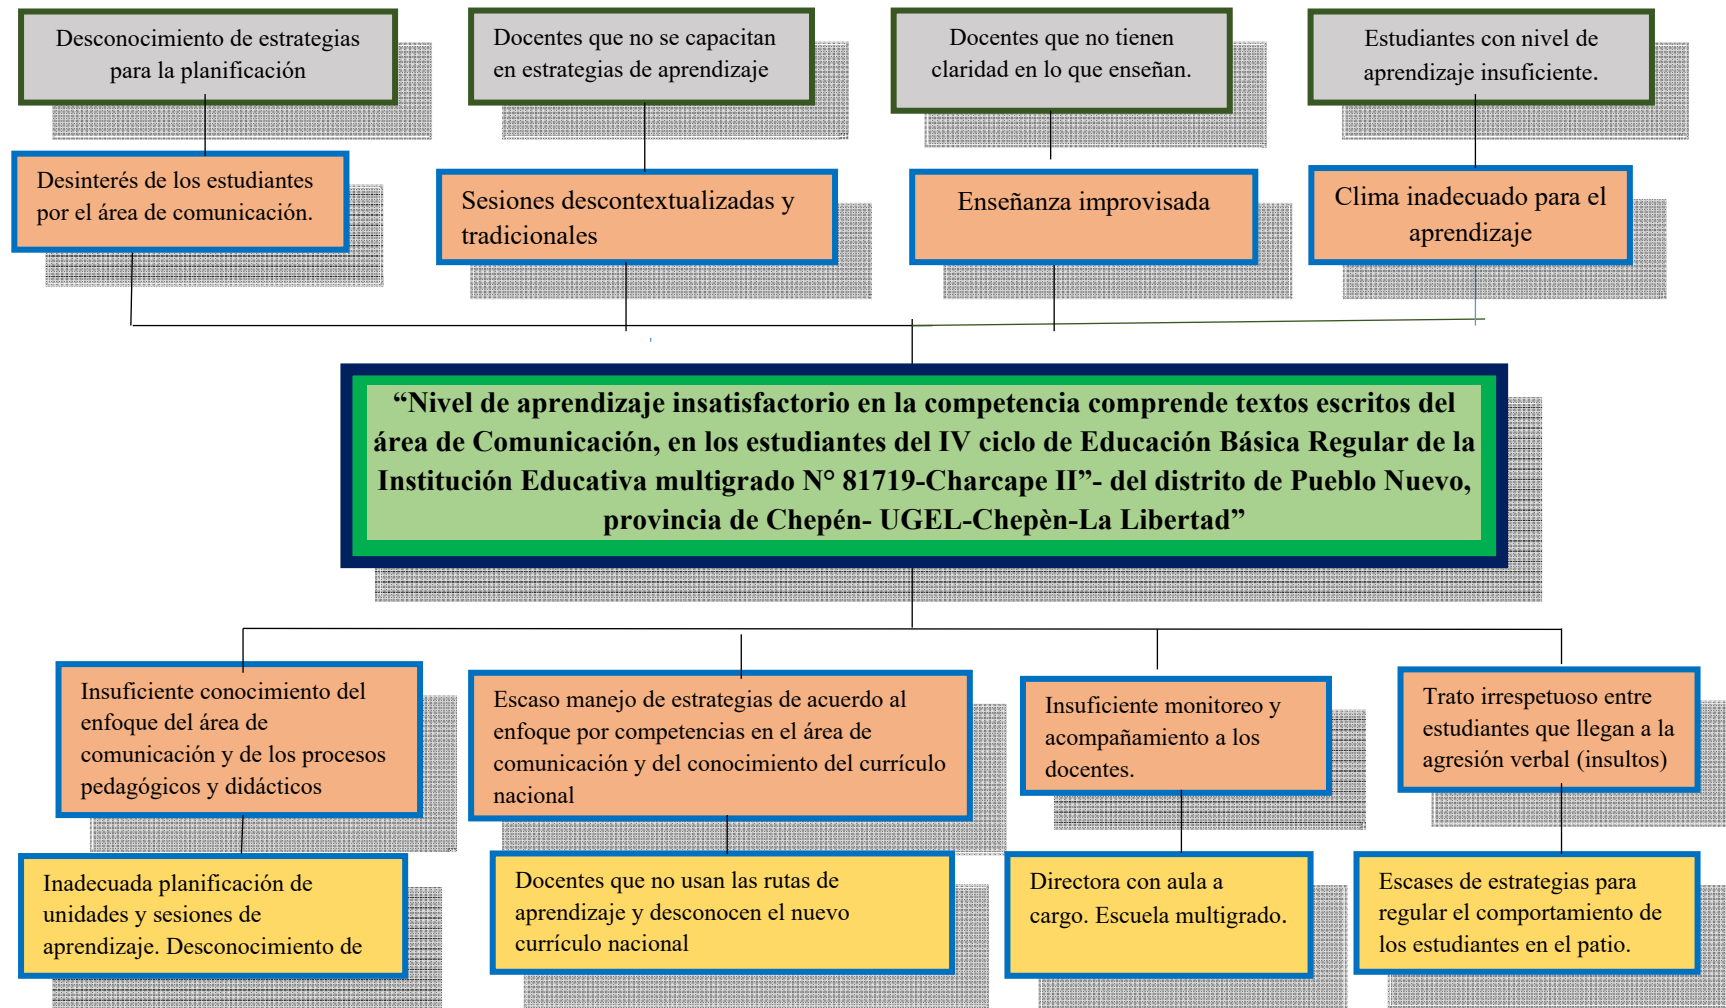 Desconocimiento de estrategias
para la planificación
Docentes que no se capacitan
en estrategias de aprendizaje
Docentes que no tienen
claridad en lo que enseñan.
Estudiantes con nivel de
aprendizaje insuficiente.
Desinterés de los estudiantes
por el área de comunicación.
Sesiones descontextualizadas y
tradicionales
Enseñanza improvisada
Clima inadecuado para el
aprendizaje
“Nivel de aprendizaje insatisfactorio en la competencia comprende textos escritos del
área de Comunicación, en los estudiantes del IV ciclo de Educación Básica Regular de la
Institución Educativa multigrado N° 81719-Charcape II”- del distrito de Pueblo Nuevo,
provincia de Chepén- UGEL-Chepèn-La Libertad”
Insuficiente conocimiento del
enfoque del área de
comunicación y de los procesos
pedagógicos y didácticos
Escaso manejo de estrategias de acuerdo al
enfoque por competencias en el área de
comunicación y del conocimiento del currículo
nacional
Insuficiente monitoreo y
acompañamiento a los
docentes.
Trato irrespetuoso entre
estudiantes que llegan a la
agresión verbal (insultos)
Inadecuada planificación de
unidades y sesiones de
aprendizaje. Desconocimiento de
Docentes que no usan las rutas de
aprendizaje y desconocen el nuevo
currículo nacional
Directora con aula a
cargo. Escuela multigrado.
Escases de estrategias para
regular el comportamiento de
los estudiantes en el patio.